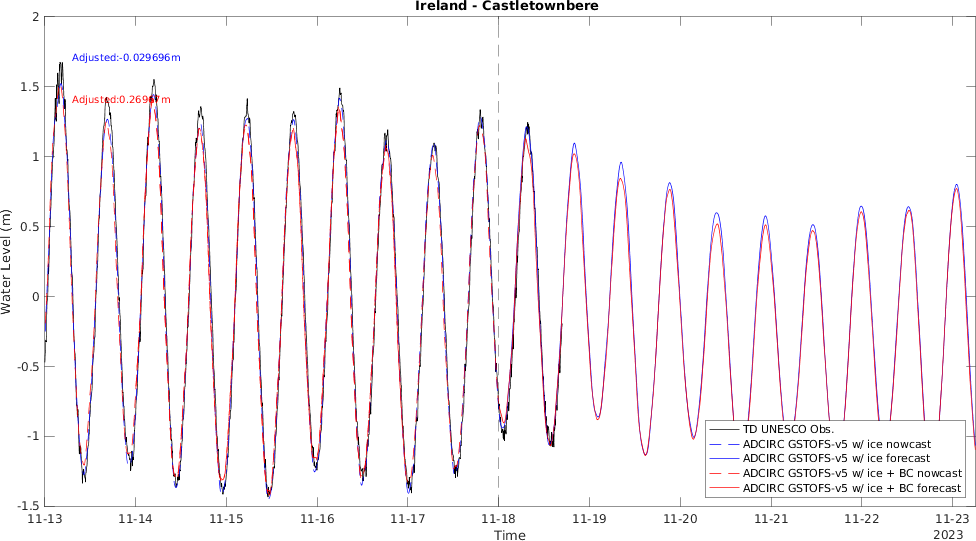 Ireland - Castletownbere
2
1.5
1
0.5
0
-0.5
-1
-1.5
Water Level (m)
Adjusted:-0.029696m
TD UNESCO Obs.
ADCIRC GSTOFS-v5 w/ ice nowcast
ADCIRC GSTOFS-v5 w/ ice forecast
ADCIRC GSTOFS-v5 w/ ice + BC nowcast
ADCIRC GSTOFS-v5 w/ ice + BC forecast
11-13 11-14 11-15 11-16 11-17 11-18 11-19 11-20 11-21 11-22 11-23
Time
2023